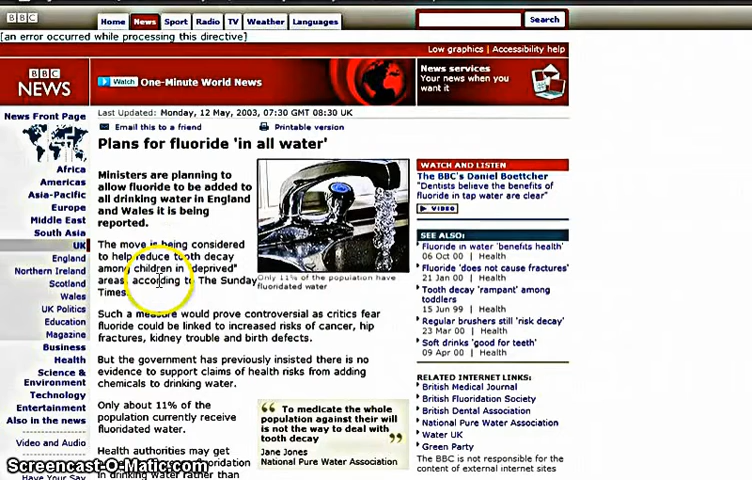 BBC
Home News Sport Radio TV Weather Languages
Search
[an error occurred while processing this directive]
Low graphics | Accessibility help
BBC
NEWS
Watch One-Minute World News
News services
Your news when you
want it
News Front Page
Africa
Americas
Asia-Pacific
Europe
Middle East
South Asia
UK
England
Northern Ireland
Scotland
Wales
UK Politics
Education
Magazine
Business
Health
Science &
Environment
Technology
Entertainment
Also in the news
Video and Audio
Have Your Say
Last Updated: Monday, 12 May, 2003, 07:30 GMT 08:30 UK
Email this to a friend Printable version
Plans for fluoride 'in all water'
Ministers are planning to
allow fluoride to be added to
all drinking water in England
and Wales it is being
reported.
The move is being considered
to help reduce tooth decay
among children in "deprived"
areas, according to The Sunday
Times.
Only 11% of the population have
fluoridated water
Such a measure would prove controversial as critics fear
fluoride could be linked to increased risks of cancer, hip
fractures, kidney trouble and birth defects.
But the government has previously insisted there is no
evidence to support claims of health risks from adding
chemicals to drinking water.
Only about 11% of the
population currently receive
fluoridated water.
Health authorities may get
in drinking water rather than
To medicate the whole
population against their will
is not the way to deal with
tooth decay
Jane Jones
National Pure Water Association
WATCH AND LISTEN
The BBC's Daniel Boettcher
"Dentists believe the benefits of
fluoride in tap water are clear"
VIDEO
SEE ALSO:
Fluoride in water 'benefits health'
06 Oct 00 | Health
Fluoride 'does not cause fractures'
21 Jan 00 | Health
Tooth decay 'rampant' among
toddlers
15 Jun 99 | Health
Regular brushers still 'risk decay'
23 Mar 00 | Health
Soft drinks 'good for teeth'
09 Apr 00 | Health
RELATED INTERNET LINKS:
British Medical Journal
British Fluoridation Society
British Dental Association
National Pure Water Association
Water UK
Green Party
The BBC is not responsible for the
content of external internet sites
Screencast-O-Matic.com